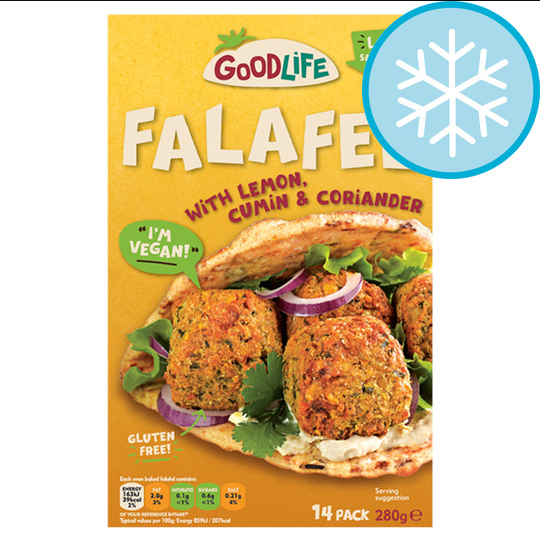 GOODLIFE
FALAFEL
WITH LEMON,
CUMIN & CORIANDER
"I'M
VEGAN!"
GLUTEN
FREE!
Each oven baked falafel contains:
ENERGY
163kJ
39kcal
2%
FAT
2.0g
3%
SATURATES
0.1g
<1%
SUGARS
0.6g
<1%
SALT
0.21g
4%
OF YOUR REFERENCE INTAKE*
Typical values per 100g: Energy 859kJ / 207kcal
Serving
suggestion
14 PACK 280g e